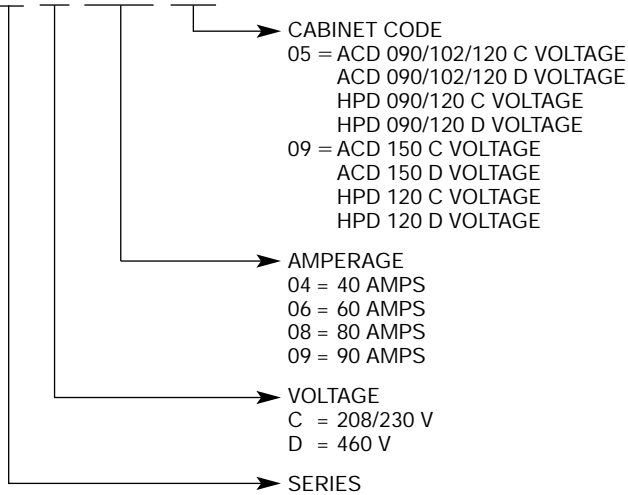 CABINET CODE
05 = ACD 090/102/120 C VOLTAGE
ACD 090/102/120 D VOLTAGE
HPD 090/120 C VOLTAGE
HPD 090/120 D VOLTAGE
09 = ACD 150 C VOLTAGE
ACD 150 D VOLTAGE
HPD 120 C VOLTAGE
HPD 120 D VOLTAGE
AMPERAGE
04 = 40 AMPS
06 = 60 AMPS
08 = 80 AMPS
09 = 90 AMPS
VOLTAGE
C = 208/230 V
D = 460 V
SERIES